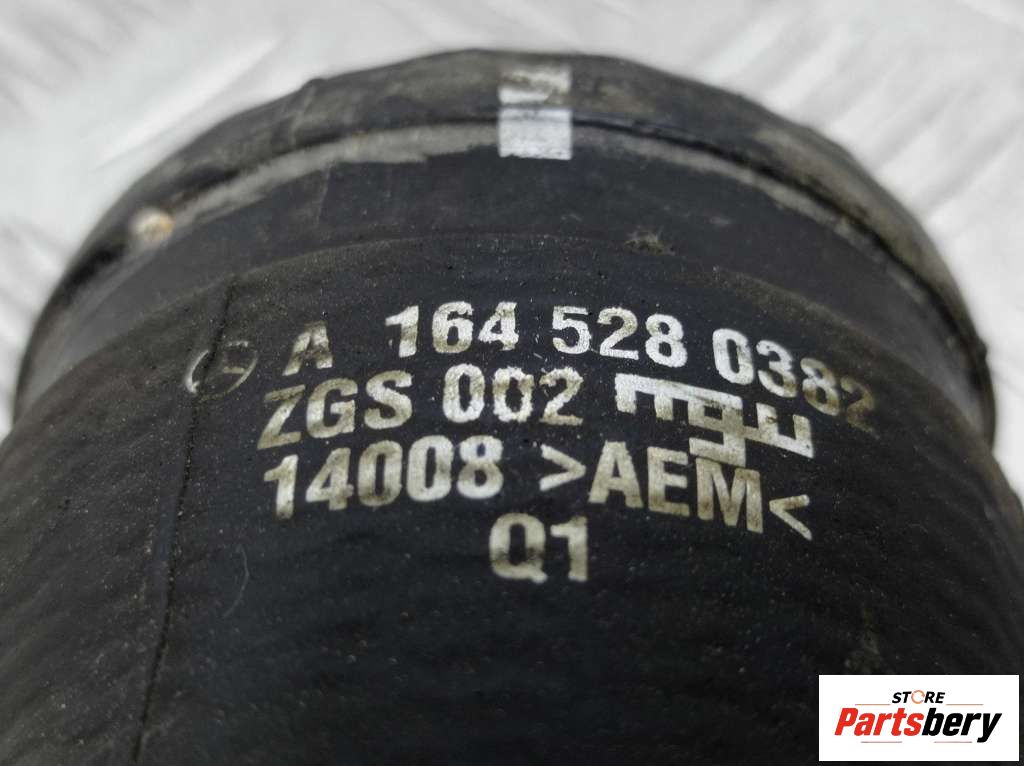 A 164 528 0382
ZGS 002
14008 >AEM<
Q1
STORE
Partsbery